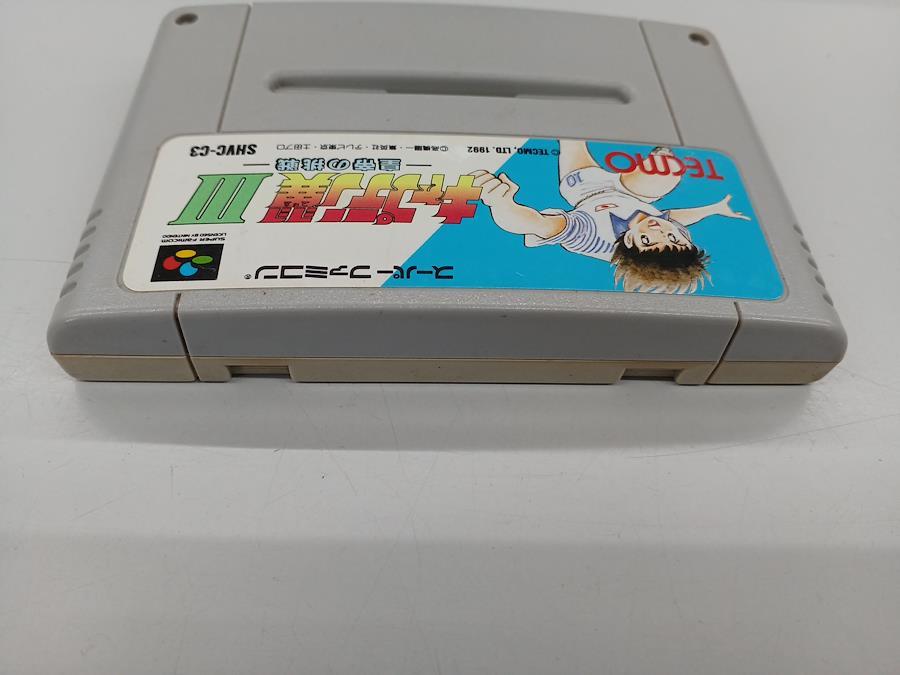 スーパーファミコン®
SUPER FAMICOM
LICENSED BY NINTENDO
キャプテン翼III
皇帝の挑戦
TECMO
©TECMO, LTD. 1992
©高橋陽一・集英社・テレビ東京・土田プロ
SHVC-C3
10